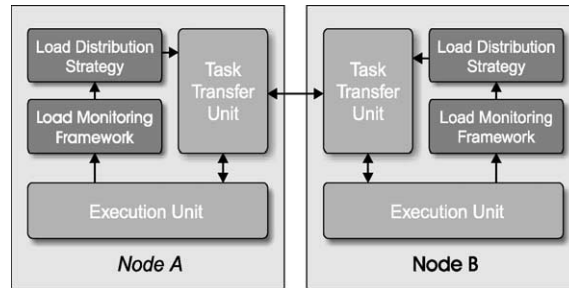 Load Distribution
Strategy
Load Monitoring
Framework
Task
Transfer
Unit
Execution Unit
Node A
Task
Transfer
Unit
Load Distribution
Strategy
Load Monitoring
Framework
Execution Unit
Node B